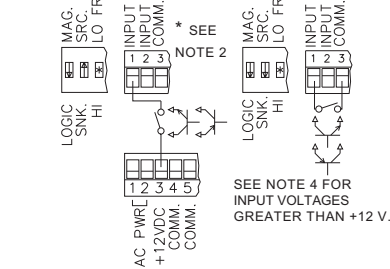 MAG.
SRC.
LO FR
INPUT
INPUT
COMM.
* SEE
NOTE 2
1 2 3
*
LOGIC
SNK.
HI
1 2 3 4 5
AC PWR
+12VDC
COMM.
COMM.
MAG.
SRC.
LO FR
INPUT
INPUT
COMM.
1 2 3
*
LOGIC
SNK.
HI
SEE NOTE 4 FOR
INPUT VOLTAGES
GREATER THAN +12 V.